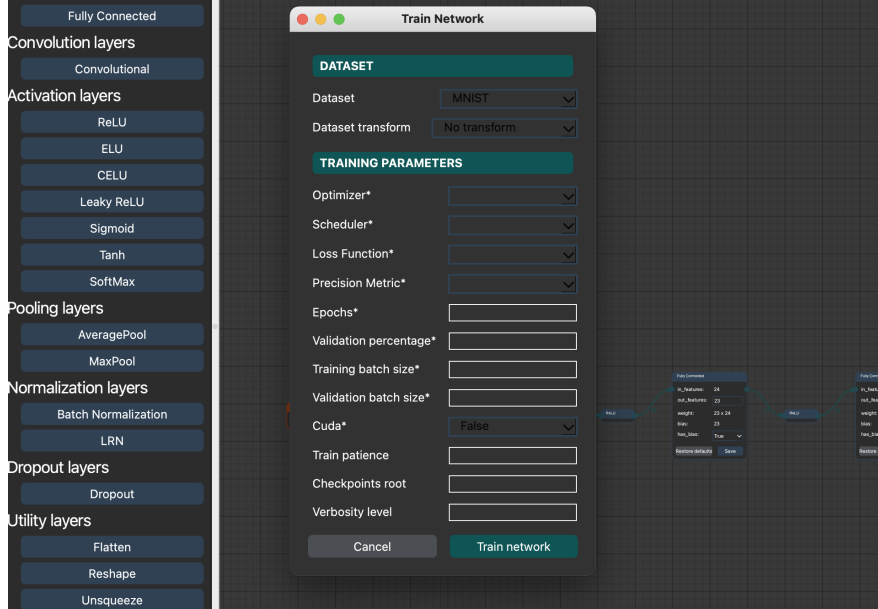 Fully Connected
Convolution layers
Convolutional
Activation layers
ReLU
ELU
CELU
Leaky ReLU
Sigmoid
Tanh
SoftMax
Pooling layers
AveragePool
MaxPool
Normalization layers
Batch Normalization
LRN
Dropout layers
Dropout
Utility layers
Flatten
Reshape
Unsqueeze
Train Network
DATASET
Dataset MNIST
Dataset transform No transform
TRAINING PARAMETERS
Optimizer*
Scheduler*
Loss Function*
Precision Metric*
Epochs*
Validation percentage*
Training batch size*
Validation batch size*
Cuda* False
Train patience
Checkpoints root
Verbosity level
Cancel Train network
ReLU
Fully Connected
in_features: 24
out_features: 23
weight: 23 x 24
bias: 23
has_bias: True
Restore defaults Save
ReLU
weight:
bias:
Restore